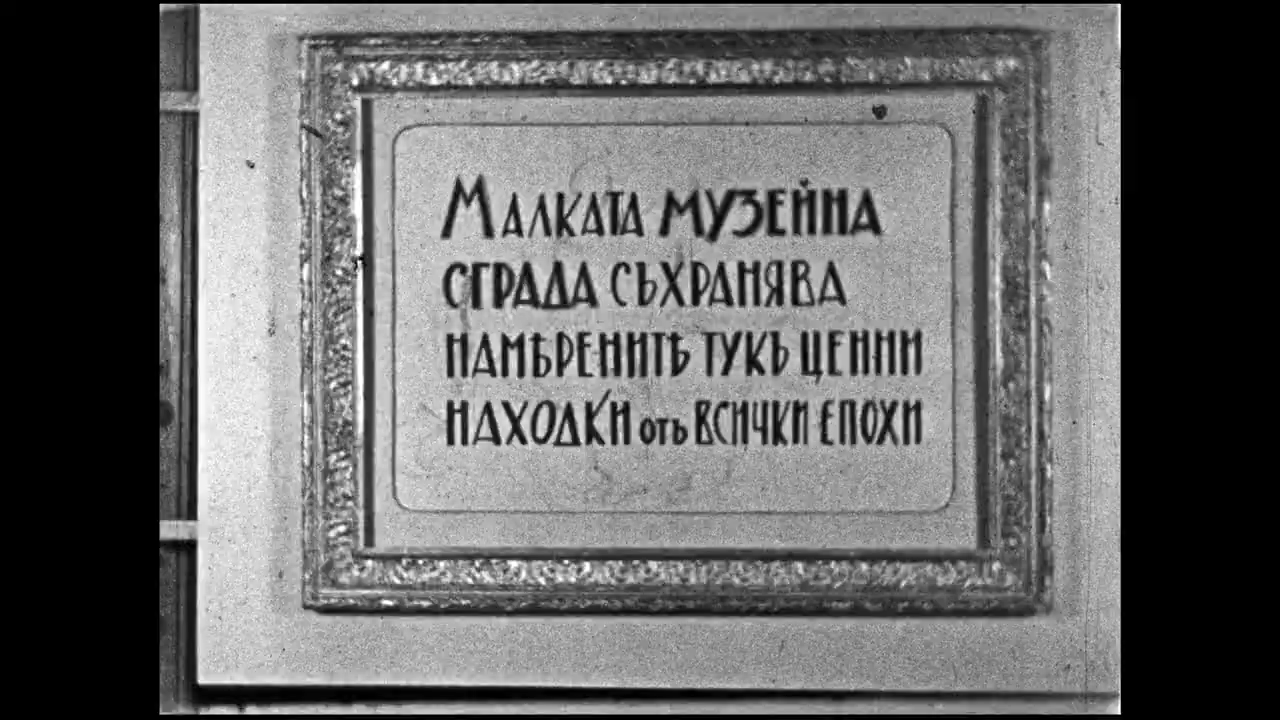 Малката музейна
сграда съхранява
намѣренитѣ тукъ ценни
находки отъ всички епохи